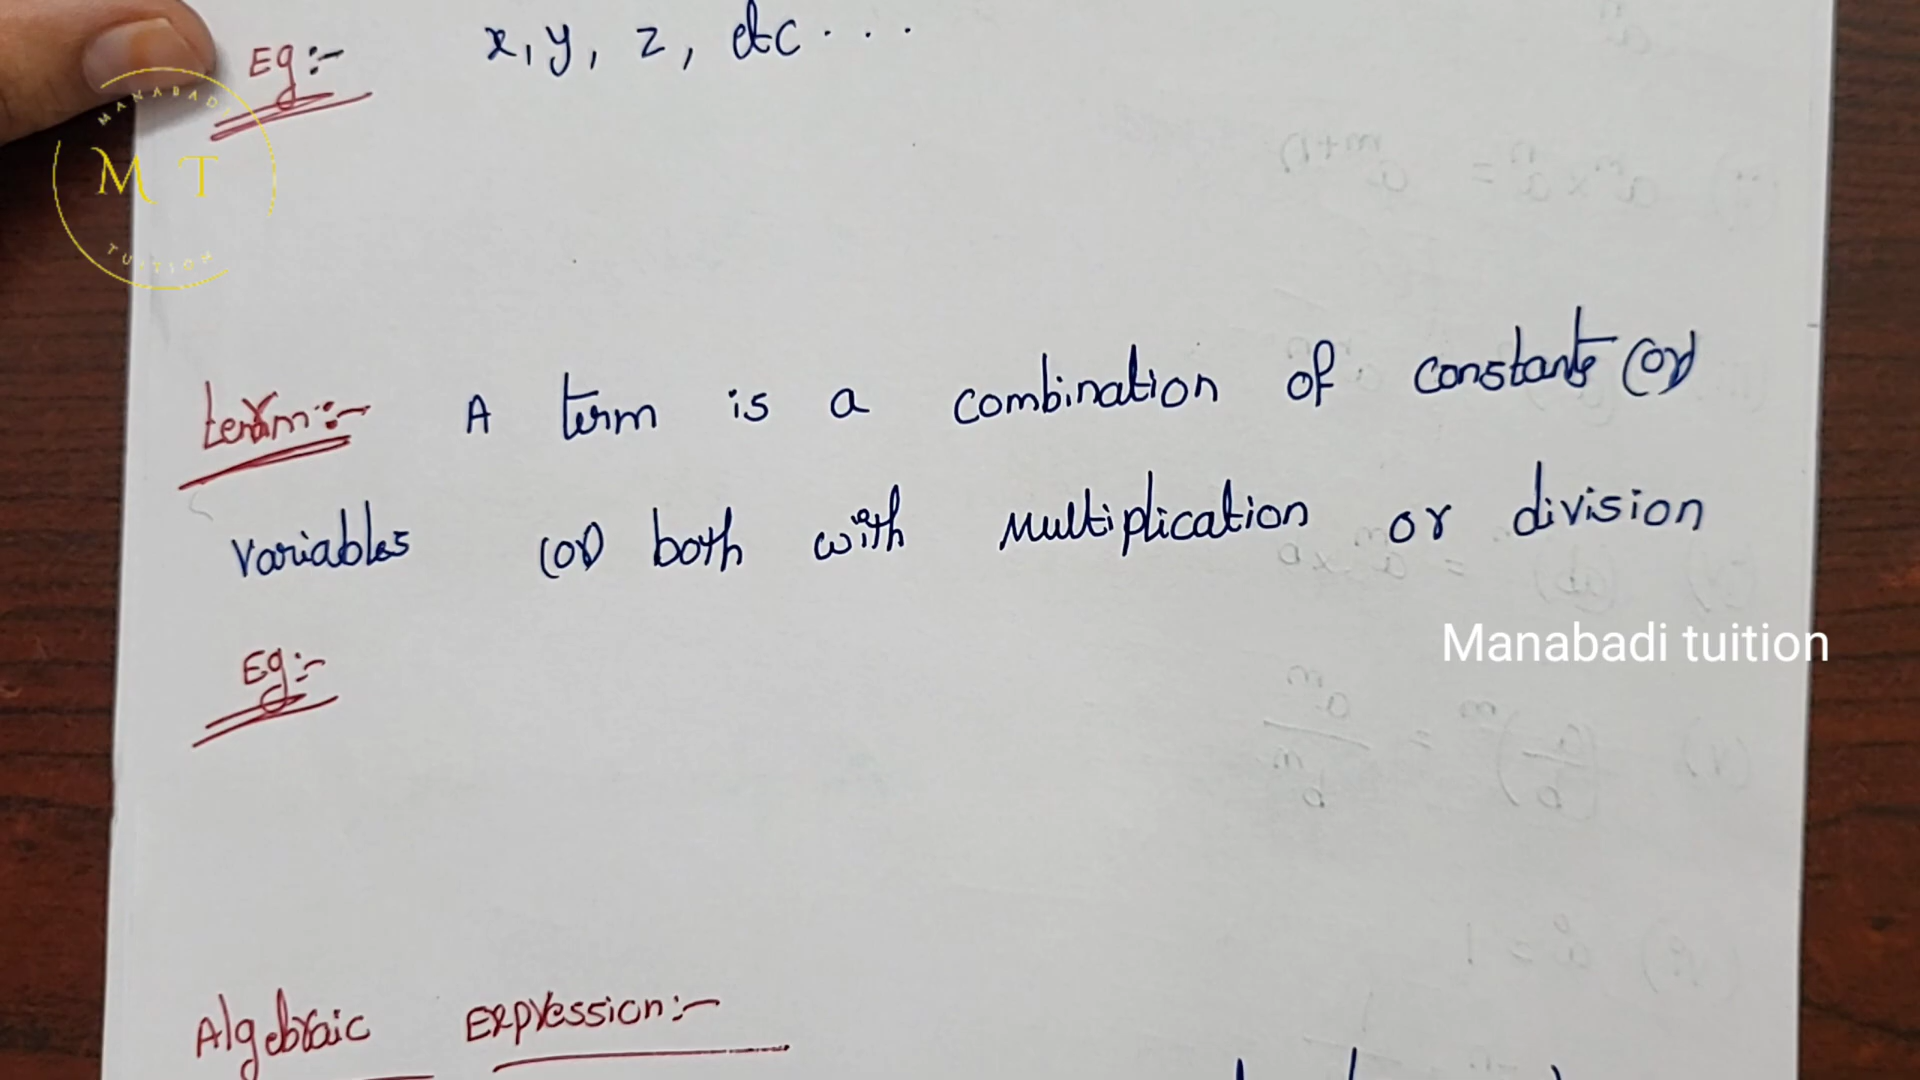 Eg:- x, y, z, etc ...
MANABADI
M T
TUITION
term:- A term is a combination of constants (or)
variables (or) both with multiplication or division
Manabadi tuition
Eg:-
Algebraic Expression:-